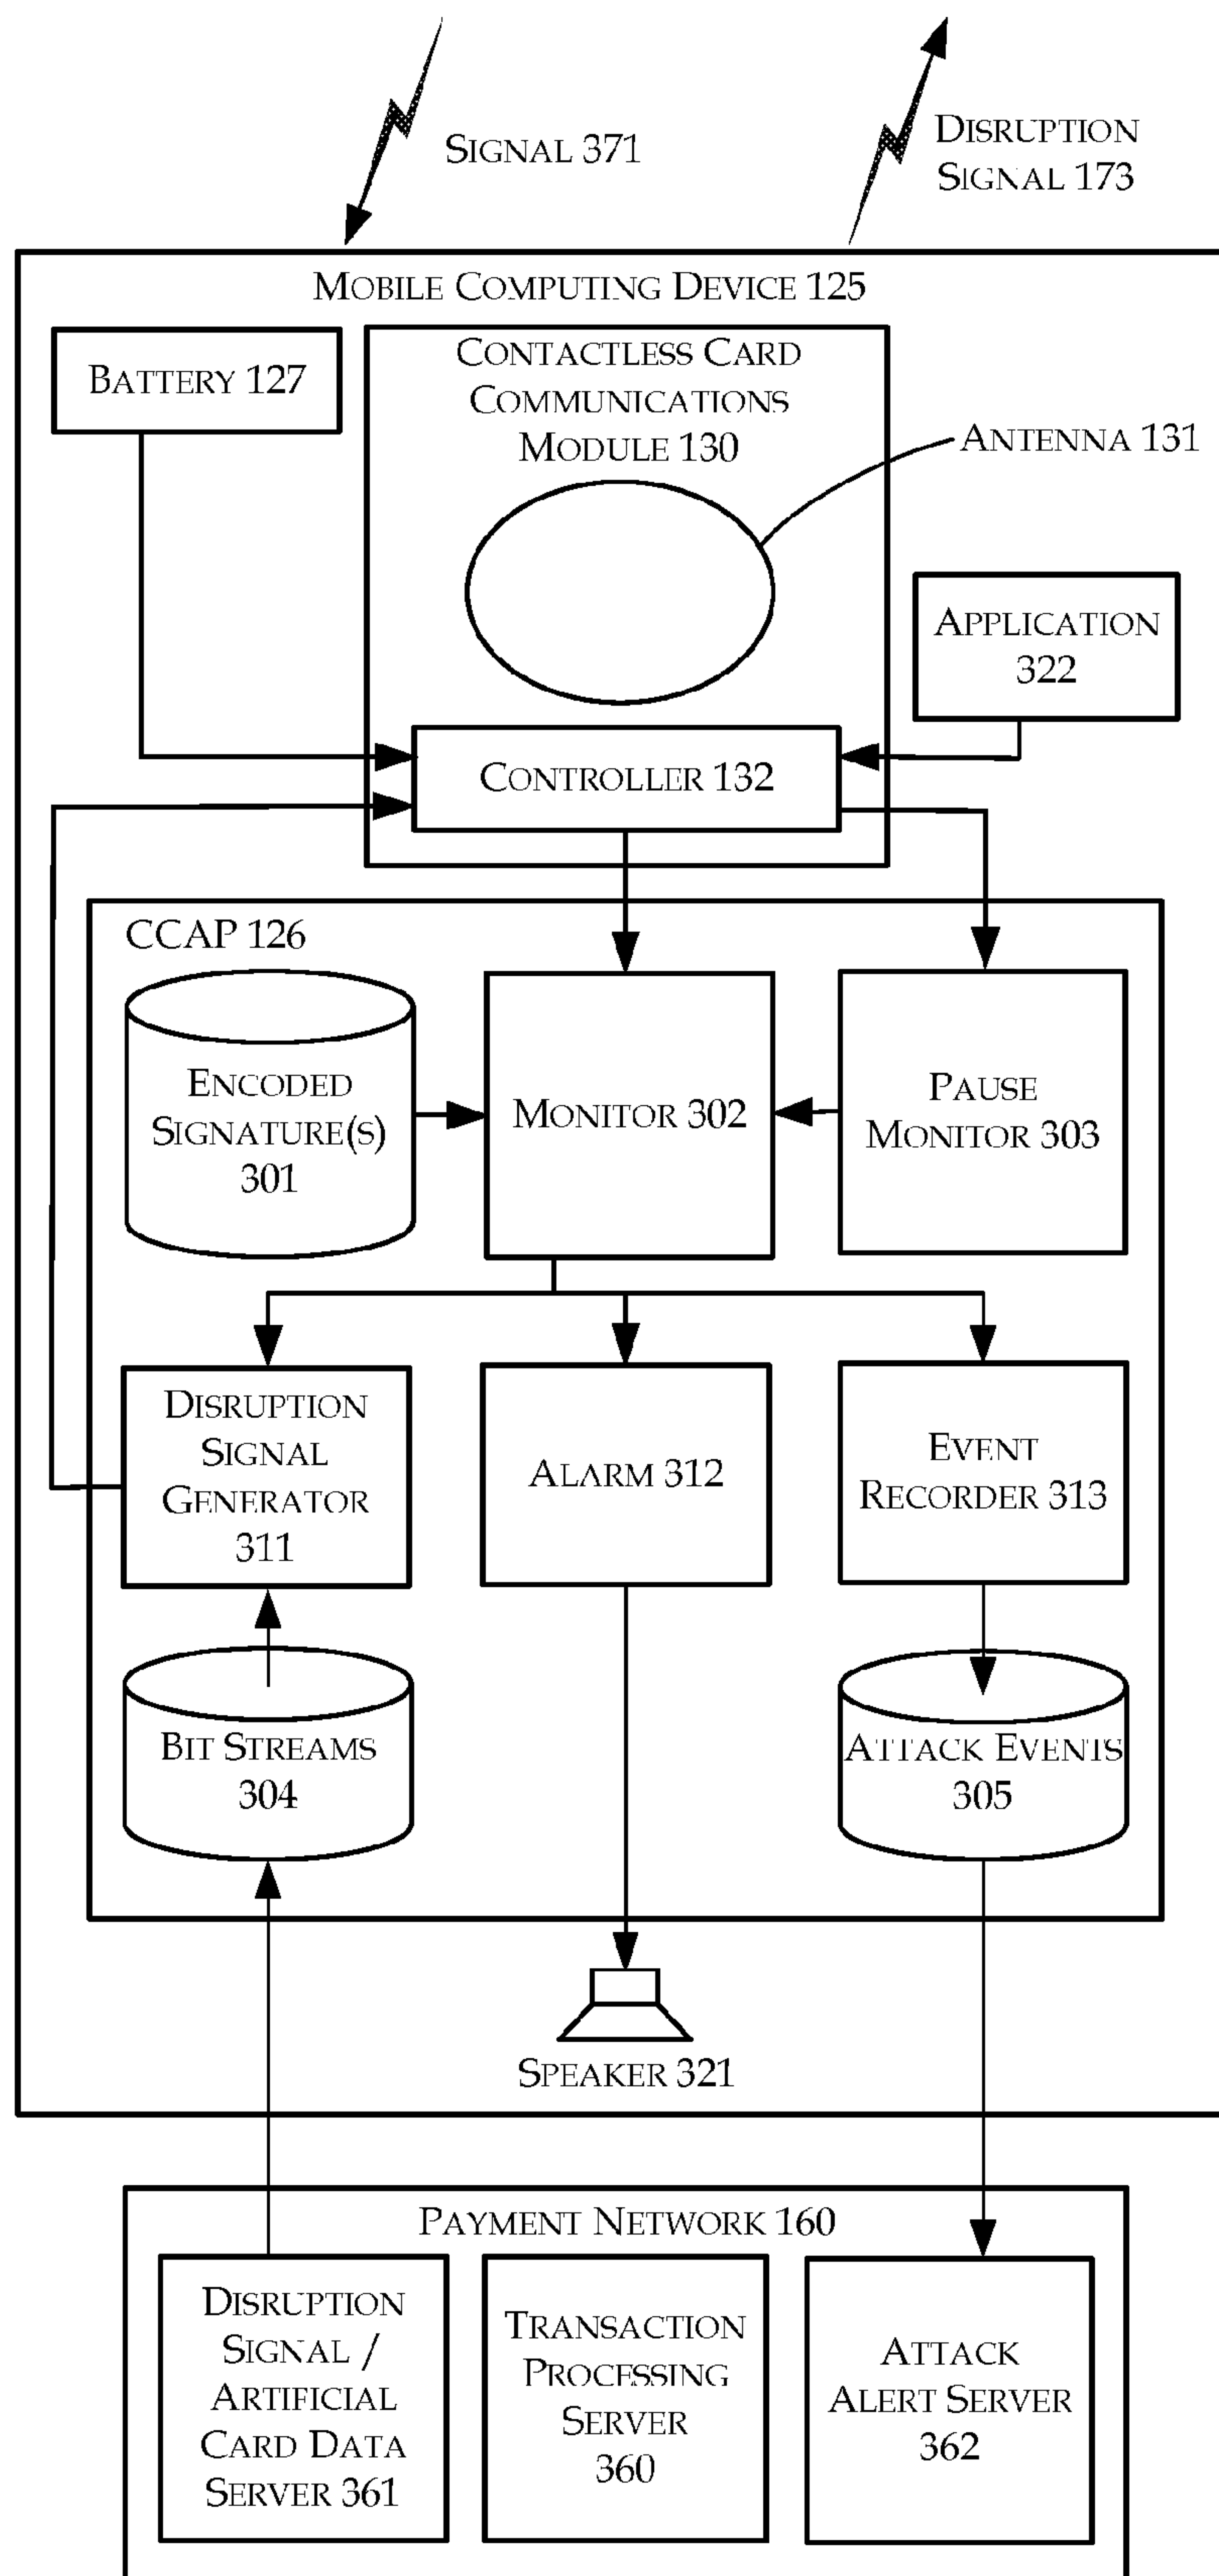 SIGNAL 371
DISRUPTION
SIGNAL 173
MOBILE COMPUTING DEVICE 125
BATTERY 127
CONTACTLESS CARD
COMMUNICATIONS
MODULE 130
ANTENNA 131
APPLICATION
322
CONTROLLER 132
CCAP 126
ENCODED
SIGNATURE(S)
301
MONITOR 302
PAUSE
MONITOR 303
DISRUPTION
SIGNAL
GENERATOR
311
ALARM 312
EVENT
RECORDER 313
BIT STREAMS
304
ATTACK EVENTS
305
SPEAKER 321
PAYMENT NETWORK 160
DISRUPTION
SIGNAL /
ARTIFICIAL
CARD DATA
SERVER 361
TRANSACTION
PROCESSING
SERVER
360
ATTACK
ALERT SERVER
362